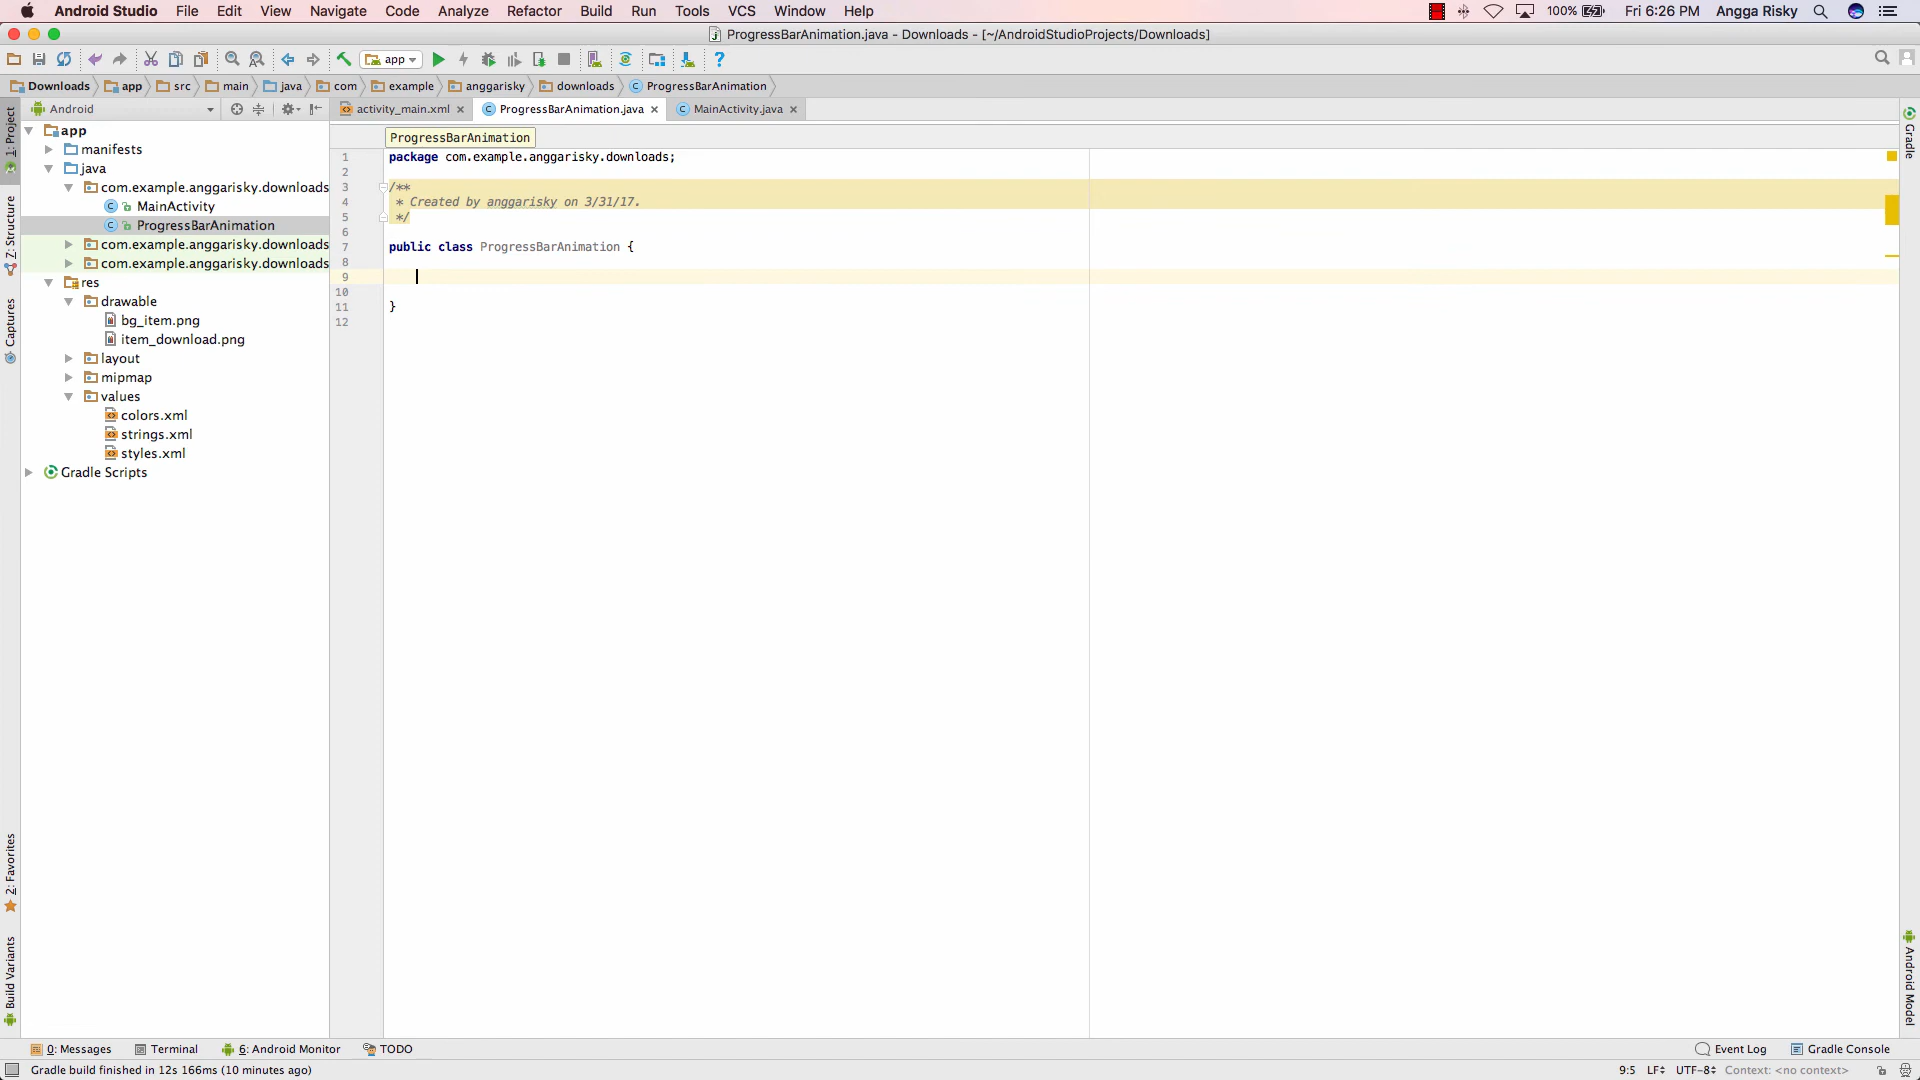 Android Studio File Edit View Navigate Code Analyze Refactor Build Run Tools VCS Window Help 100% Fri 6:26 PM Angga Risky
ProgressBarAnimation.java - Downloads - [~/AndroidStudioProjects/Downloads]
app
Downloads app src main java com example anggarisky downloads ProgressBarAnimation
Android activity_main.xml ProgressBarAnimation.java MainActivity.java
ProgressBarAnimation
app
manifests
java
com.example.anggarisky.downloads
MainActivity
ProgressBarAnimation
com.example.anggarisky.downloads
com.example.anggarisky.downloads
res
drawable
bg_item.png
item_download.png
layout
mipmap
values
colors.xml
strings.xml
styles.xml
Gradle Scripts
1 package com.example.anggarisky.downloads;
2
3 /**
4 * Created by anggarisky on 3/31/17.
5 */
6
7 public class ProgressBarAnimation {
8
9
10
11 }
12
1: Project
Z: Structure
Captures
2: Favorites
Build Variants
Gradle
Android Model
0: Messages Terminal 6: Android Monitor TODO Event Log Gradle Console
Gradle build finished in 12s 166ms (10 minutes ago) 9:5 LF UTF-8 Context: <no context>